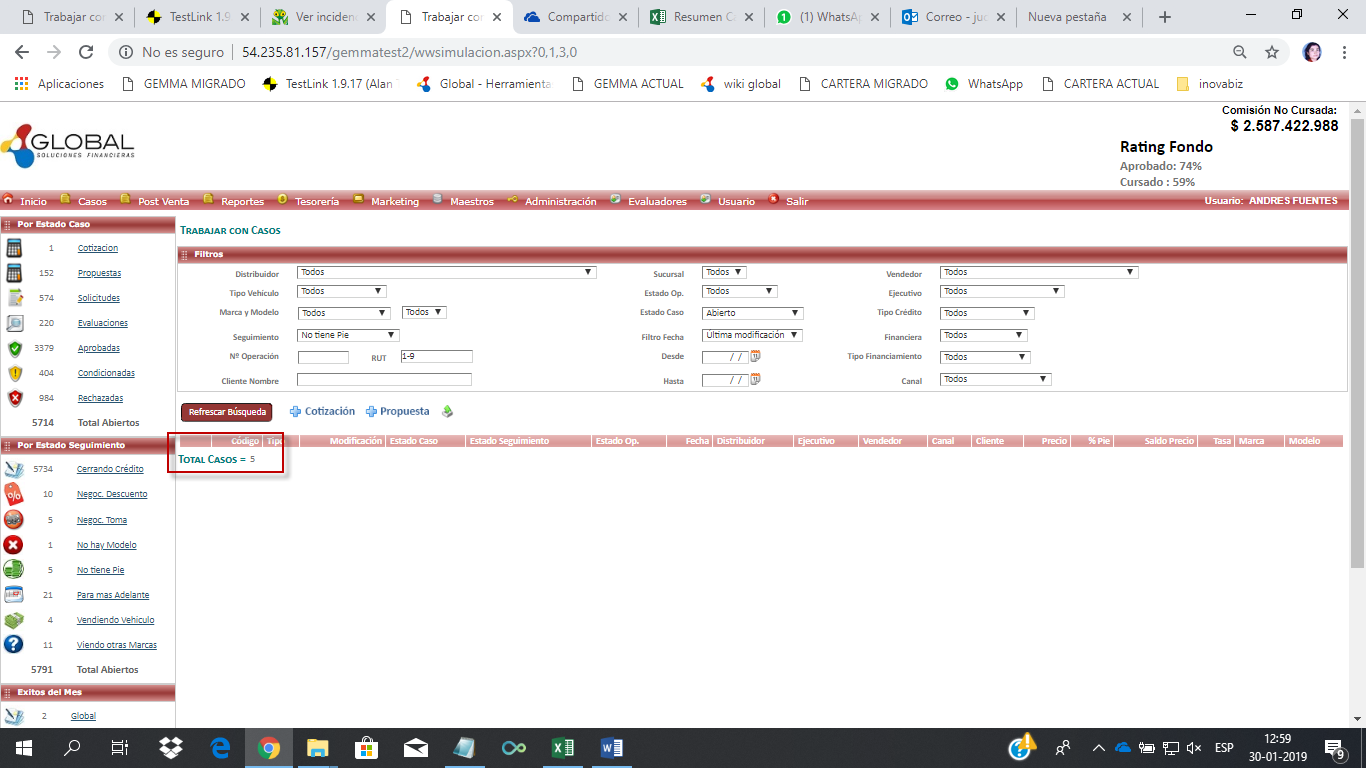 Trabajar con
TestLink 1.9
Ver inciden
Trabajar con
Compartido
Resumen C
(1) WhatsA
Correo - juc
Nueva pestaña
No es seguro | 54.235.81.157/gemmatest2/wwsimulacion.aspx?0,1,3,0
Aplicaciones
GEMMA MIGRADO
TestLink 1.9.17 (Alan
Global - Herramienta
GEMMA ACTUAL
wiki global
CARTERA MIGRADO
WhatsApp
CARTERA ACTUAL
inovabiz
GLOBAL
SOLUCIONES FINANCIERAS
Comisión No Cursada:
$ 2.587.422.988
Rating Fondo
Aprobado: 74%
Cursado : 59%
Inicio Casos Post Venta Reportes Tesorería Marketing Maestros Administración Evaluadores Usuario Salir Usuario: ANDRES FUENTES
Por Estado Caso
1 Cotizacion
152 Propuestas
574 Solicitudes
220 Evaluaciones
3379 Aprobadas
404 Condicionadas
984 Rechazadas
5714 Total Abiertos
Por Estado Seguimiento
5734 Cerrando Crédito
10 Negoc. Descuento
5 Negoc. Toma
1 No hay Modelo
5 No tiene Pie
21 Para mas Adelante
4 Vendiendo Vehiculo
11 Viendo otras Marcas
5791 Total Abiertos
Exitos del Mes
2 Global
TRABAJAR CON CASOS
Filtros
Distribuidor Todos Sucursal Todos Vendedor Todos
Tipo Vehículo Todos Estado Op. Todos Ejecutivo Todos
Marca y Modelo Todos Todos Estado Caso Abierto Tipo Crédito Todos
Seguimiento No tiene Pie Filtro Fecha Última modificación Financiera Todos
Nº Operación RUT 1-9 Desde / / Tipo Financiamiento Todos
Cliente Nombre Hasta / / Canal Todos
Refrescar Búsqueda Cotización Propuesta
Código Tipo Modificación Estado Caso Estado Seguimiento Estado Op. Fecha Distribuidor Ejecutivo Vendedor Canal Cliente Precio % Pie Saldo Precio Tasa Marca Modelo
TOTAL CASOS = 5
ESP
12:59
30-01-2019
9